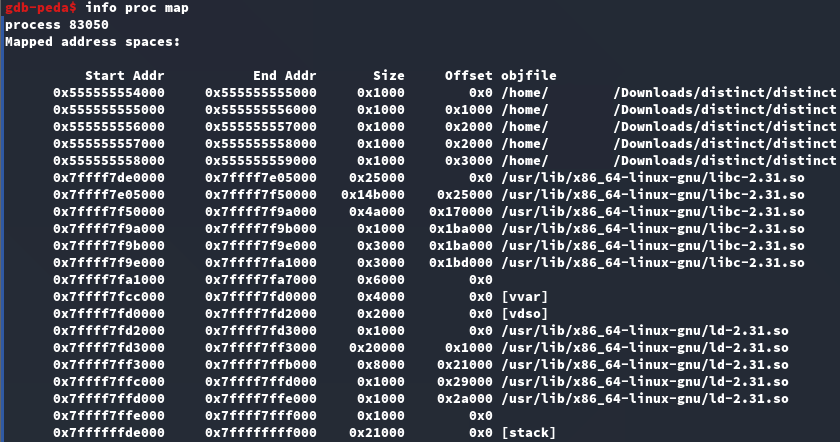 gdb-peda$ info proc map
process 83050
Mapped address spaces:
Start Addr End Addr Size Offset objfile
0x555555554000 0x555555555000 0x1000 0x0 /home/ /Downloads/distinct/distinct
0x555555555000 0x555555556000 0x1000 0x1000 /home/ /Downloads/distinct/distinct
0x555555556000 0x555555557000 0x1000 0x2000 /home/ /Downloads/distinct/distinct
0x555555557000 0x555555558000 0x1000 0x2000 /home/ /Downloads/distinct/distinct
0x555555558000 0x555555559000 0x1000 0x3000 /home/ /Downloads/distinct/distinct
0x7ffff7de0000 0x7ffff7e05000 0x25000 0x0 /usr/lib/x86_64-linux-gnu/libc-2.31.so
0x7ffff7e05000 0x7ffff7f50000 0x14b000 0x25000 /usr/lib/x86_64-linux-gnu/libc-2.31.so
0x7ffff7f50000 0x7ffff7f9a000 0x4a000 0x170000 /usr/lib/x86_64-linux-gnu/libc-2.31.so
0x7ffff7f9a000 0x7ffff7f9b000 0x1000 0x1ba000 /usr/lib/x86_64-linux-gnu/libc-2.31.so
0x7ffff7f9b000 0x7ffff7f9e000 0x3000 0x1ba000 /usr/lib/x86_64-linux-gnu/libc-2.31.so
0x7ffff7f9e000 0x7ffff7fa1000 0x3000 0x1bd000 /usr/lib/x86_64-linux-gnu/libc-2.31.so
0x7ffff7fa1000 0x7ffff7fa7000 0x6000 0x0
0x7ffff7fcc000 0x7ffff7fd0000 0x4000 0x0 [vvar]
0x7ffff7fd0000 0x7ffff7fd2000 0x2000 0x0 [vdso]
0x7ffff7fd2000 0x7ffff7fd3000 0x1000 0x0 /usr/lib/x86_64-linux-gnu/ld-2.31.so
0x7ffff7fd3000 0x7ffff7ff3000 0x20000 0x1000 /usr/lib/x86_64-linux-gnu/ld-2.31.so
0x7ffff7ff3000 0x7ffff7ffb000 0x8000 0x21000 /usr/lib/x86_64-linux-gnu/ld-2.31.so
0x7ffff7ffc000 0x7ffff7ffd000 0x1000 0x29000 /usr/lib/x86_64-linux-gnu/ld-2.31.so
0x7ffff7ffd000 0x7ffff7ffe000 0x1000 0x2a000 /usr/lib/x86_64-linux-gnu/ld-2.31.so
0x7ffff7ffe000 0x7ffff7fff000 0x1000 0x0
0x7ffffffde000 0x7ffffffff000 0x21000 0x0 [stack]